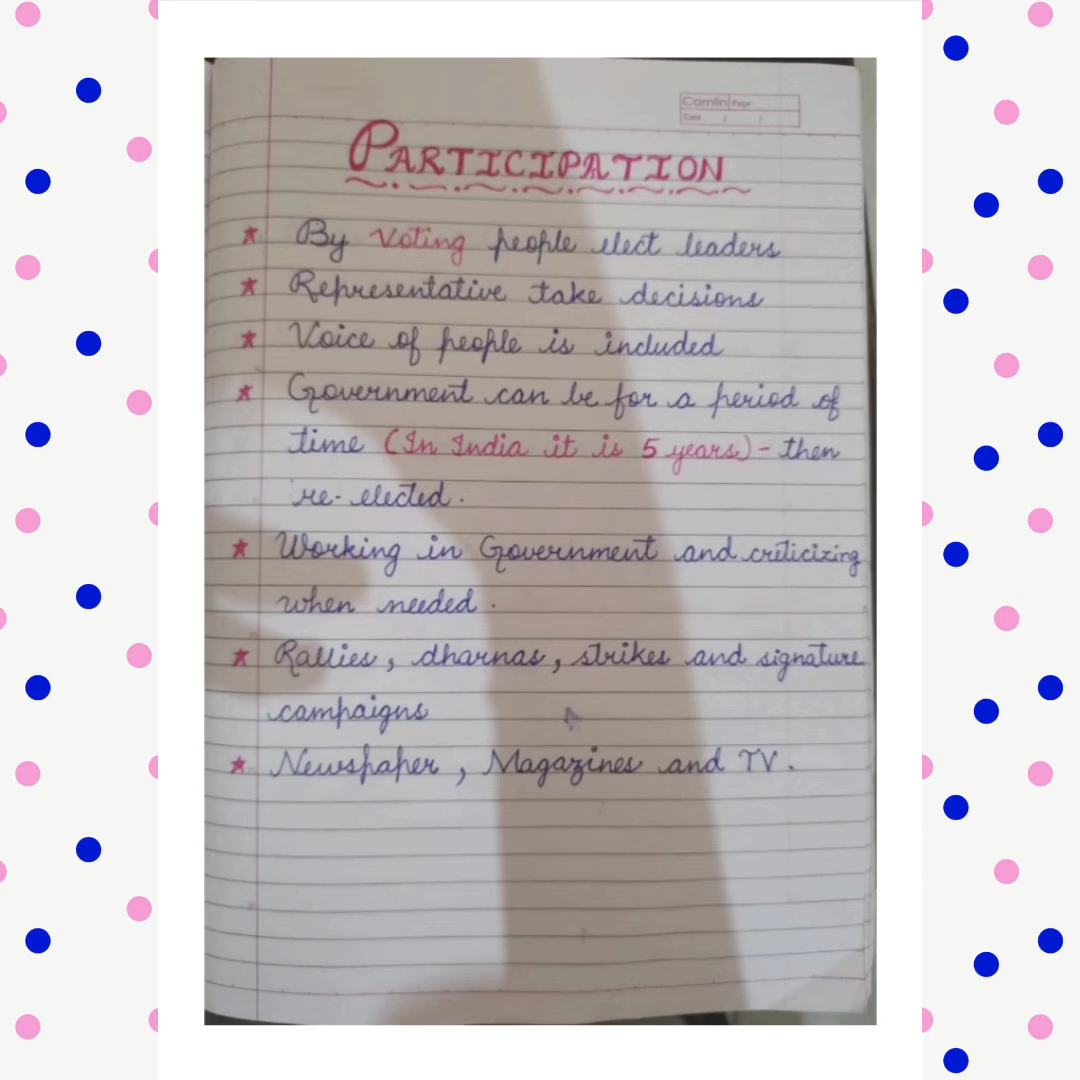 Camlin Page
Date / /
PARTICIPATION
★ By Voting people elect leaders
★ Representative take decisions
★ Voice of people is included
★ Government can be for a period of
time (In India it is 5 years) - then
re-elected.
★ Working in Government and criticizing
when needed.
★ Rallies, dharnas, strikes and signature
campaigns
★ Newspaper, Magazines and TV.